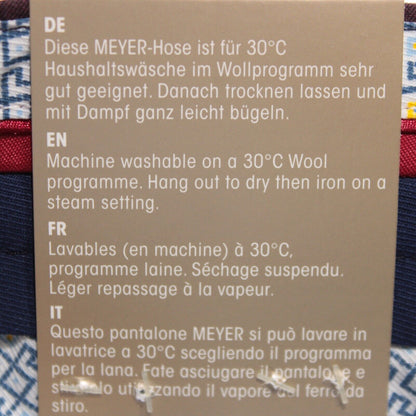 DE
Diese MEYER-Hose ist für 30°C
Haushaltswäsche im Wollprogramm sehr
gut geeignet. Danach trocknen lassen und
mit Dampf ganz leicht bügeln.
EN
Machine washable on a 30°C Wool
programme. Hang out to dry then iron on a
steam setting.
FR
Lavables (en machine) à 30°C,
programme laine. Séchage suspendu.
Léger repassage à la vapeur.
IT
Questo pantalone MEYER si può lavare in
lavatrice a 30°C scegliendo il programma
per la lana. Fate asciugare il pantalone e
utilizzando il vapore del ferro da
stiro.